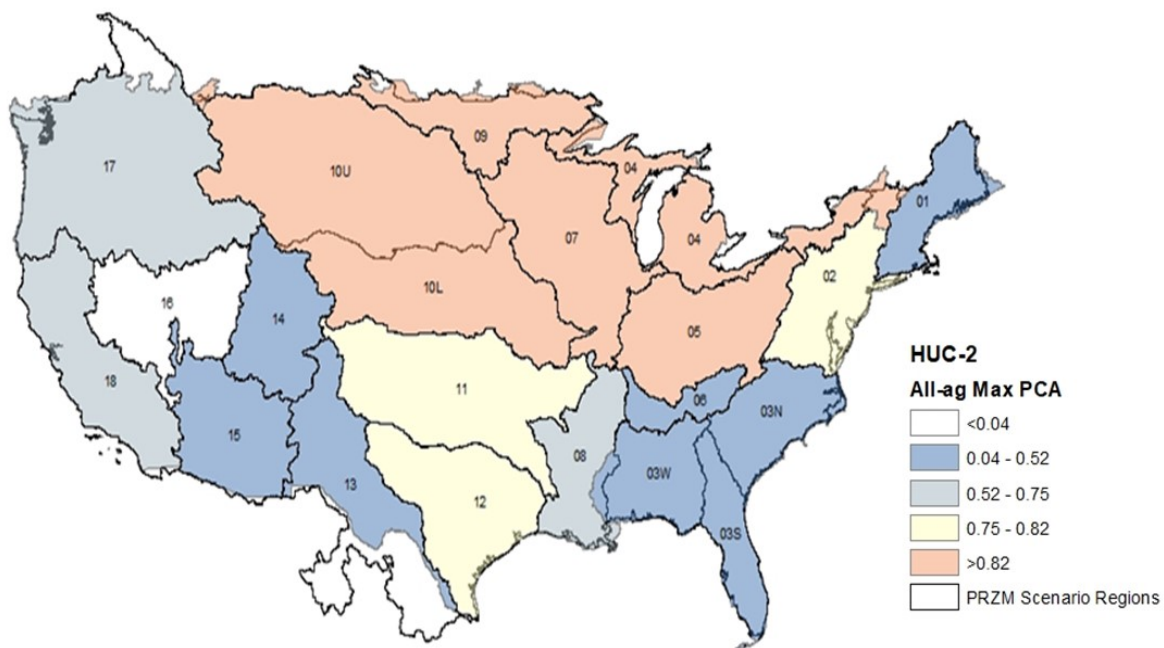 09
04
17
10U
01
07
04
02
10L
16
05
14
11
18
06
03N
15
08
03W
13
12
03S
HUC-2
All-ag Max PCA
<0.04
0.04 - 0.52
0.52 - 0.75
0.75 - 0.82
>0.82
PRZM Scenario Regions